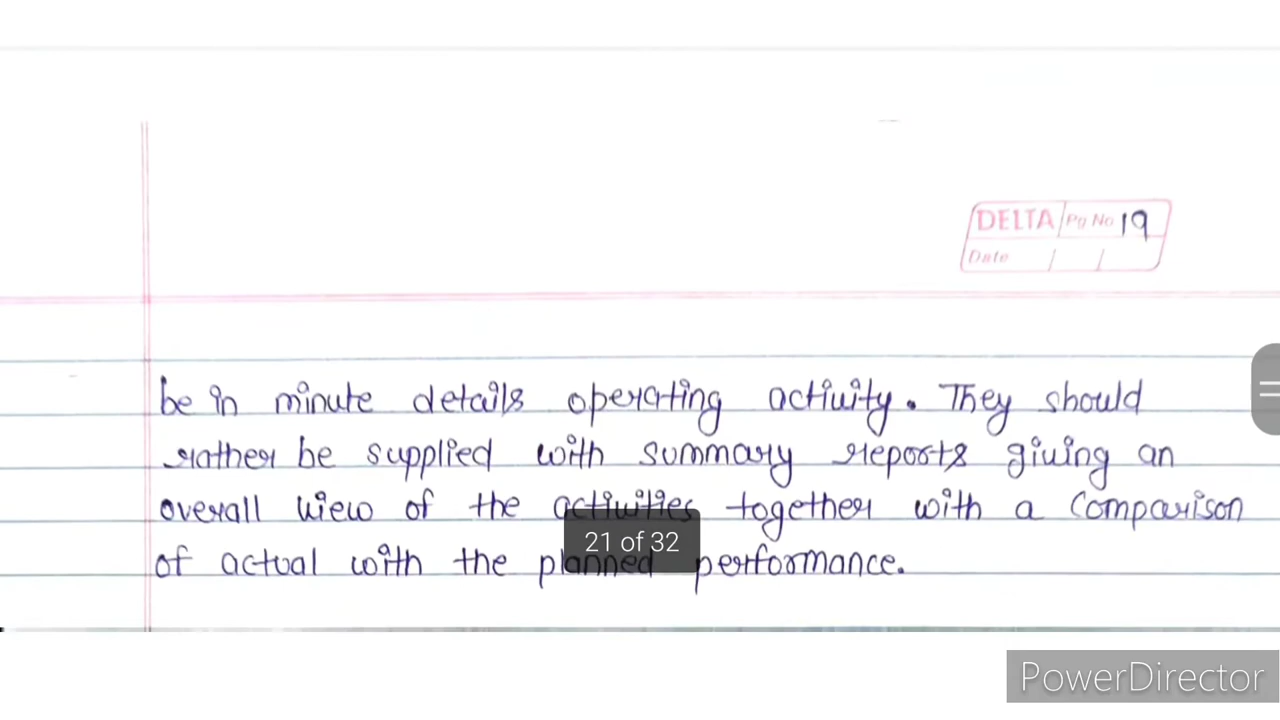 DELTA Pg No 19
Date
be in minute details operating activity. They should
rather be supplied with summary reports giving an
overall view of the activities together with a comparison
21 of 32
of actual with the planned performance.
PowerDirector